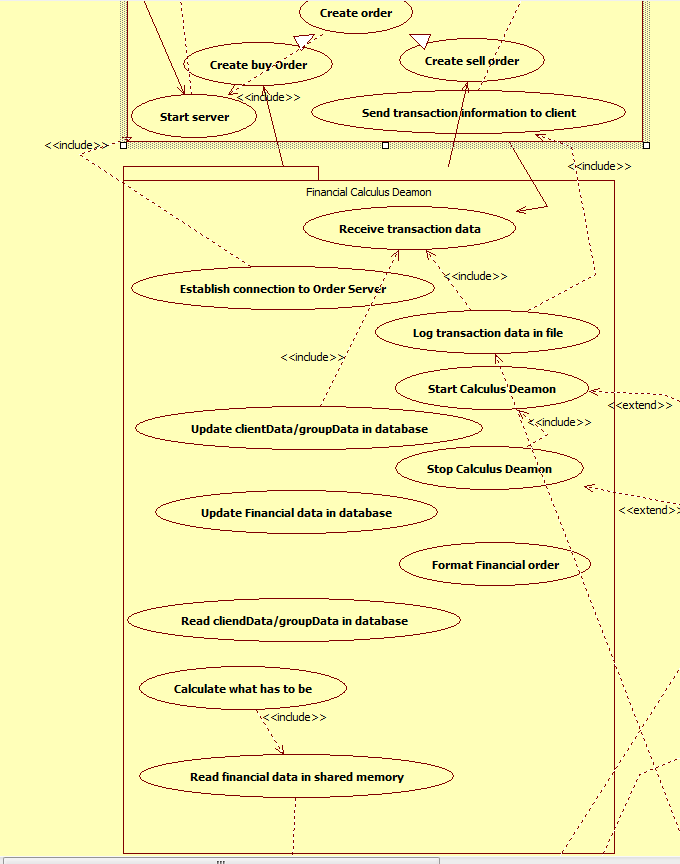 Create order
Create buy Order
Create sell order
<<include>>
Start server
Send transaction information to client
<<include>>
<<include>>
Financial Calculus Deamon
Receive transaction data
<<include>>
Establish connection to Order Server
Log transaction data in file
<<include>>
Start Calculus Deamon
<<extend>>
<<include>>
Update clientData/groupData in database
Stop Calculus Deamon
<<extend>>
Update Financial data in database
Format Financial order
Read cliendData/groupData in database
Calculate what has to be
<<include>>
Read financial data in shared memory